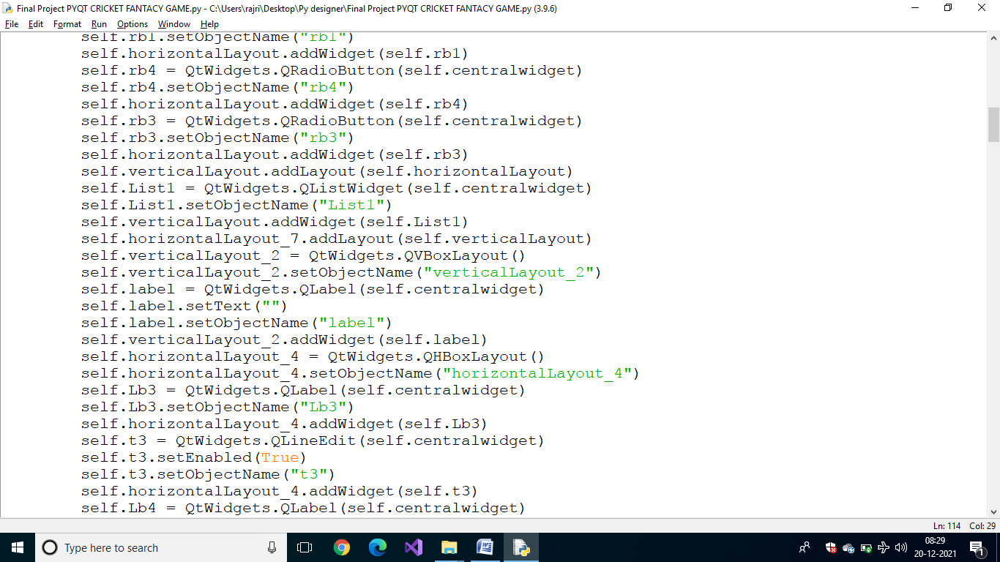 Final Project PYQT CRICKET FANTACY GAME.py - C:\Users\rajri\Desktop\Py designer\Final Project PYQT CRICKET FANTACY GAME.py (3.9.6)
File Edit Format Run Options Window Help
self.rb1.setObjectName("rb1")
self.horizontalLayout.addWidget(self.rb1)
self.rb4 = QtWidgets.QRadioButton(self.centralwidget)
self.rb4.setObjectName("rb4")
self.horizontalLayout.addWidget(self.rb4)
self.rb3 = QtWidgets.QRadioButton(self.centralwidget)
self.rb3.setObjectName("rb3")
self.horizontalLayout.addWidget(self.rb3)
self.verticalLayout.addLayout(self.horizontalLayout)
self.List1 = QtWidgets.QListWidget(self.centralwidget)
self.List1.setObjectName("List1")
self.verticalLayout.addWidget(self.List1)
self.horizontalLayout_7.addLayout(self.verticalLayout)
self.verticalLayout_2 = QtWidgets.QVBoxLayout()
self.verticalLayout_2.setObjectName("verticalLayout_2")
self.label = QtWidgets.QLabel(self.centralwidget)
self.label.setText("")
self.label.setObjectName("label")
self.verticalLayout_2.addWidget(self.label)
self.horizontalLayout_4 = QtWidgets.QHBoxLayout()
self.horizontalLayout_4.setObjectName("horizontalLayout_4")
self.Lb3 = QtWidgets.QLabel(self.centralwidget)
self.Lb3.setObjectName("Lb3")
self.horizontalLayout_4.addWidget(self.Lb3)
self.t3 = QtWidgets.QLineEdit(self.centralwidget)
self.t3.setEnabled(True)
self.t3.setObjectName("t3")
self.horizontalLayout_4.addWidget(self.t3)
self.Lb4 = QtWidgets.QLabel(self.centralwidget)
Ln: 114 Col: 29
Type here to search
08:29
20-12-2021
1